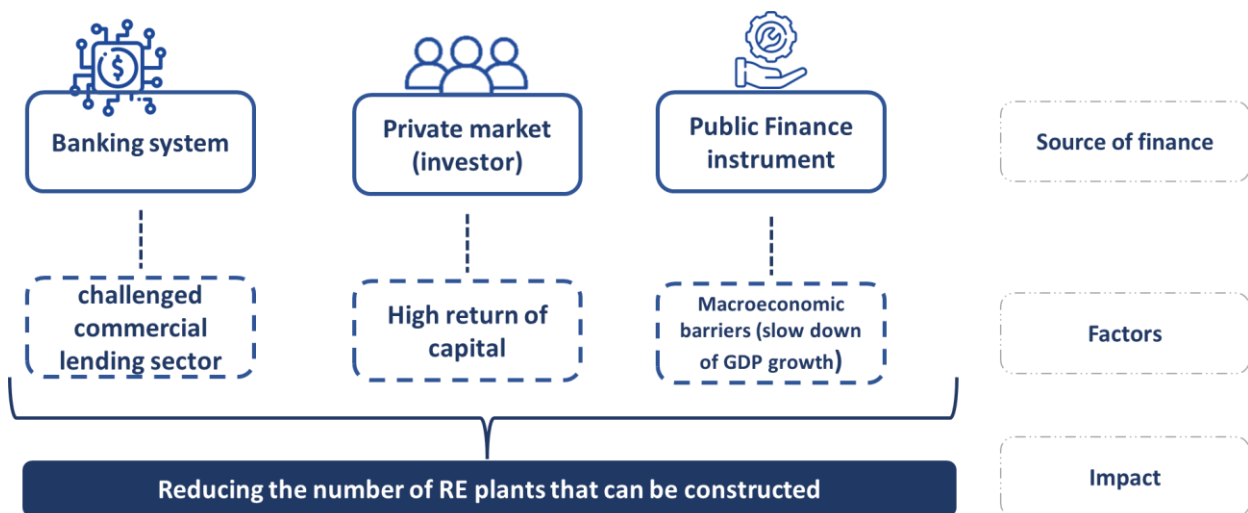 $
Banking system
Private market
(investor)
Public Finance
instrument
Source of finance
challenged
commercial
lending sector
High return of
capital
Macroeconomic
barriers (slow down
of GDP growth)
Factors
Reducing the number of RE plants that can be constructed
Impact